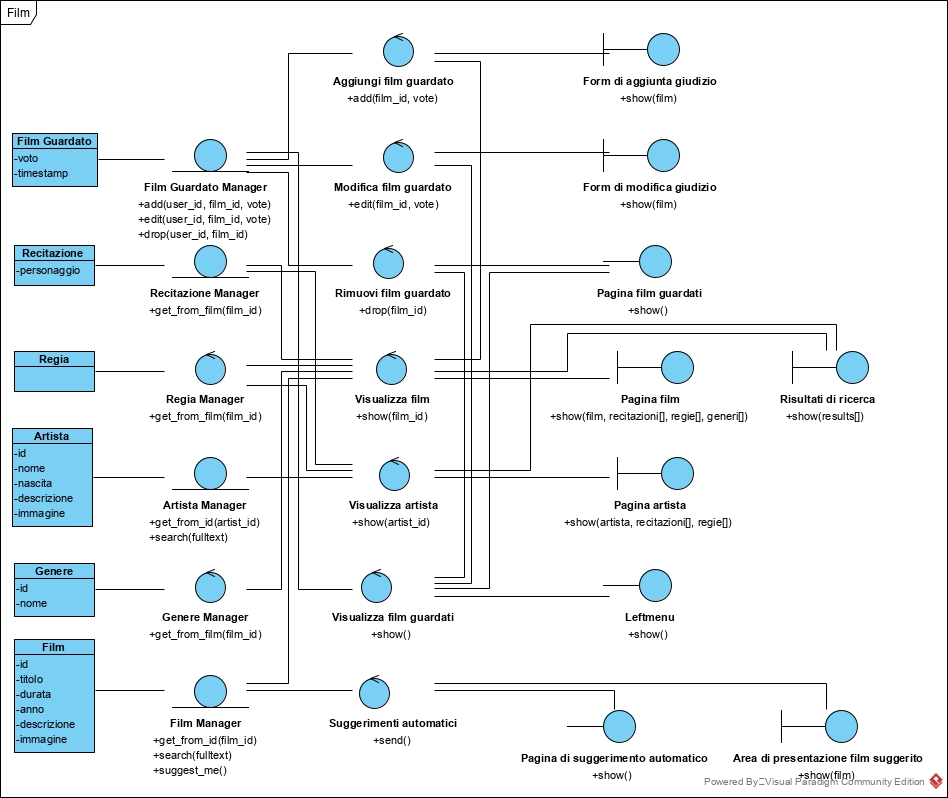 Film
Aggiungi film guardato
+add(film_id, vote)
Form di aggiunta giudizio
+show(film)
Film Guardato
-voto
-timestamp
Film Guardato Manager
+add(user_id, film_id, vote)
+edit(user_id, film_id, vote)
+drop(user_id, film_id)
Modifica film guardato
+edit(film_id, vote)
Form di modifica giudizio
+show(film)
Recitazione
-personaggio
Recitazione Manager
+get_from_film(film_id)
Rimuovi film guardato
+drop(film_id)
Pagina film guardati
+show()
Regia
Regia Manager
+get_from_film(film_id)
Visualizza film
+show(film_id)
Pagina film
+show(film, recitazioni[], regie[], generi[])
Risultati di ricerca
+show(results[])
Artista
-id
-nome
-nascita
-descrizione
-immagine
Artista Manager
+get_from_id(artist_id)
+search(fulltext)
Visualizza artista
+show(artist_id)
Pagina artista
+show(artista, recitazioni[], regie[])
Genere
-id
-nome
Genere Manager
+get_from_film(film_id)
Visualizza film guardati
+show()
Leftmenu
+show()
Film
-id
-titolo
-durata
-anno
-descrizione
-immagine
Film Manager
+get_from_id(film_id)
+search(fulltext)
+suggest_me()
Suggerimenti automatici
+send()
Pagina di suggerimento automatico
+show()
Area di presentazione film suggerito
+show(film)
Powered By Visual Paradigm Community Edition